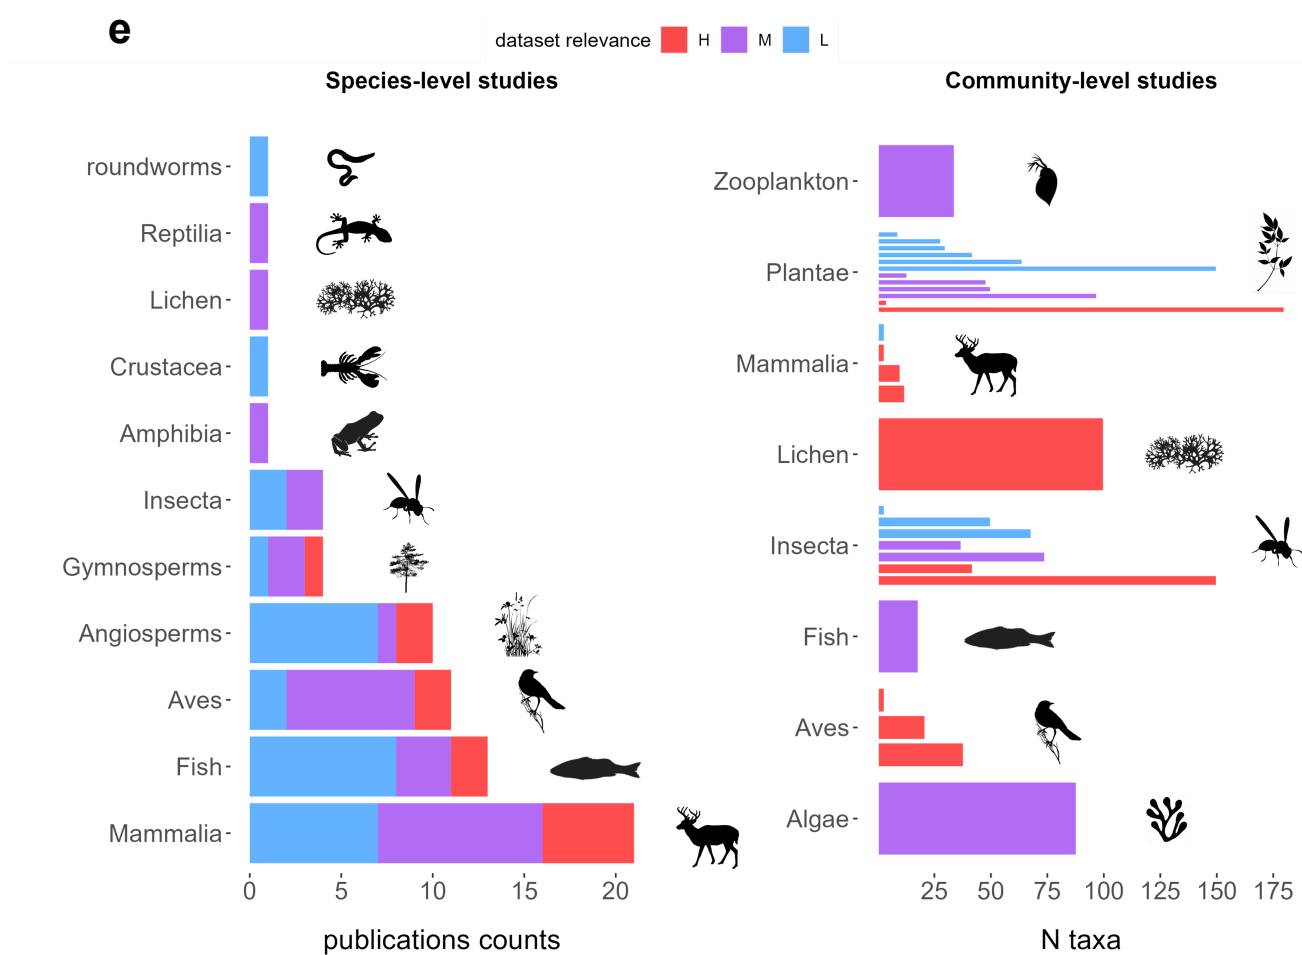 e
dataset relevance H M L
Species-level studies
roundworms
Reptilia
Lichen
Crustacea
Amphibia
Insecta
Gymnosperms
Angiosperms
Aves
Fish
Mammalia
0 5 10 15 20
publications counts
Community-level studies
Zooplankton
Plantae
Mammalia
Lichen
Insecta
Fish
Aves
Algae
25 50 75 100 125 150 175
N taxa